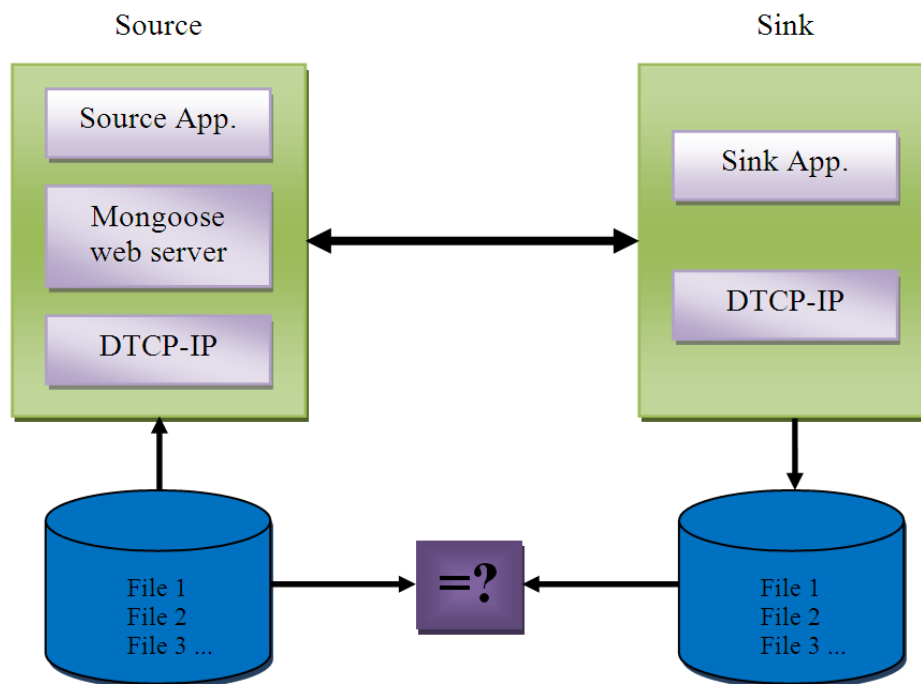 Source
Sink
Source App.
Mongoose
web server
DTCP-IP
Sink App.
DTCP-IP
File 1
File 2
File 3 ...
=?
File 1
File 2
File 3 ...